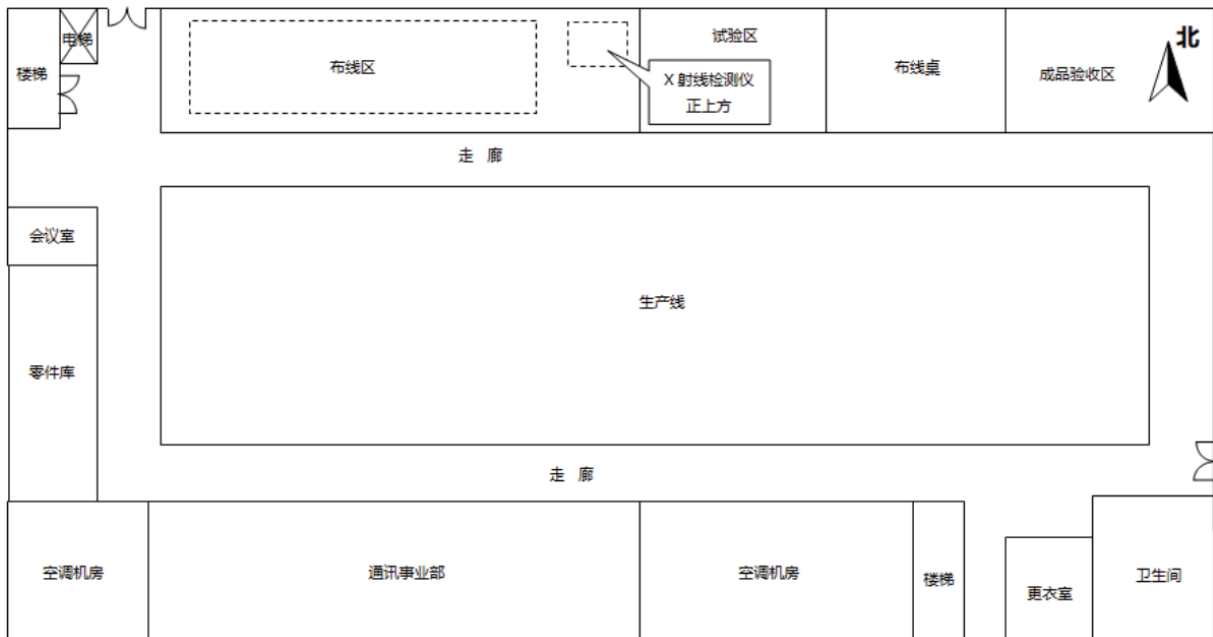 电梯
楼梯
布线区
试验区
X 射线检测仪
正上方
布线桌
成品验收区
北
走 廊
会议室
生产线
零件库
走 廊
空调机房
通讯事业部
空调机房
楼梯
更衣室
卫生间